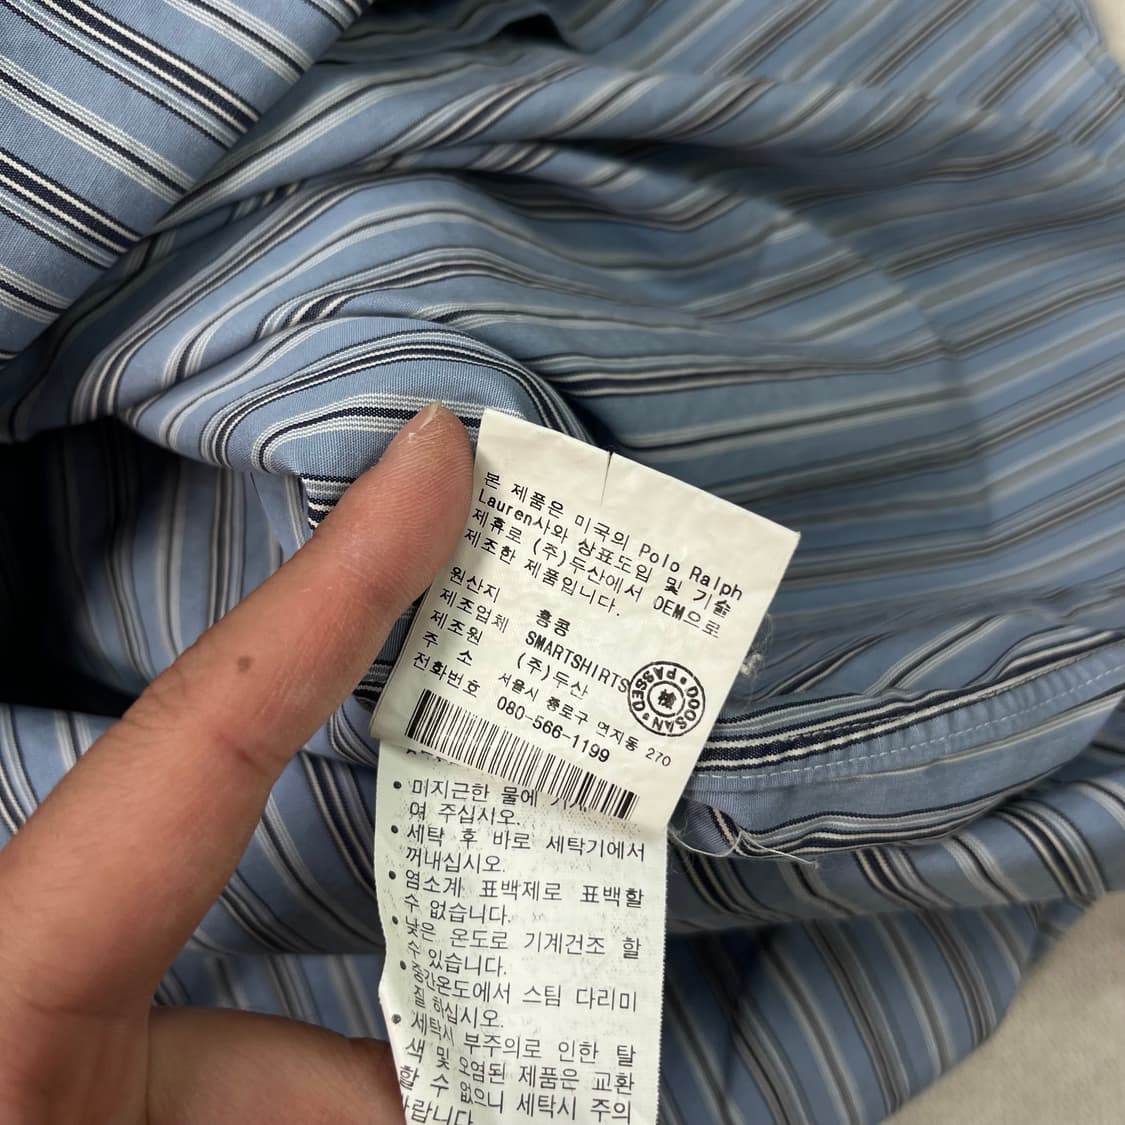 본 제품은 미국의 Polo Ralph
Lauren사와 상표도입 및 기술
제휴로 (주)두산에서 OEM으로
제조한 제품입니다.
원산지 홍콩
제조업체 SMARTSHIRTS
제조원 (주)두산
주 소 서울시 종로구 연지동 270
전화번호 080-566-1199
DOOSAN PASSED
• 미지근한 물에
여 주십시오.
• 세탁 후 바로 세탁기에서
꺼내십시오.
• 염소계 표백제로 표백할
수 없습니다.
• 낮은 온도로 기계건조 할
수 있습니다.
• 중간온도에서 스팀 다리미
질 하십시오.
• 세탁시 부주의로 인한 탈
색 및 오염된 제품은 교환
할 수 없으니 세탁시 주의
바랍니다.